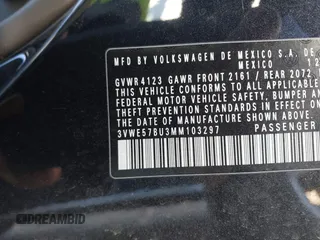 MFD BY VOLKSWAGEN DE MEXICO S.A. DE
MEXICO 12
GVWR 4123 GAWR FRONT 2161 / REAR 2072
THIS VEHICLE CONFORMS TO ALL APPLICABLE
FEDERAL MOTOR VEHICLE SAFETY, BUMPER AND
THEFT PREVENTION STANDARDS IN EFFECT ON
THE DATE OF MANUFACTURE SHOWN ABOVE
3VWE57BU3MM103297
PASSENGER
DREAMBID